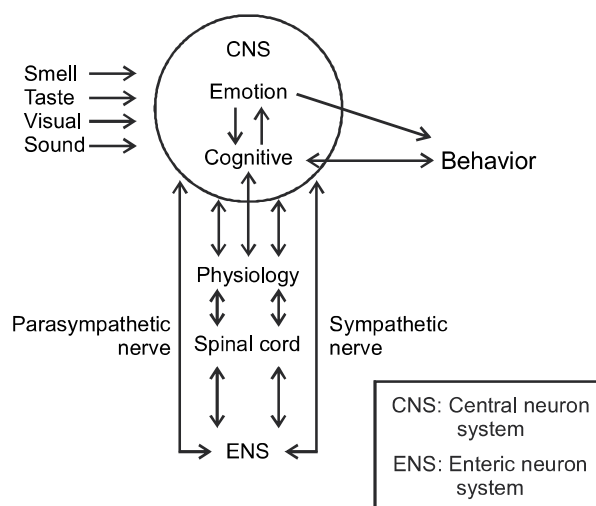 CNS
Smell
Taste
Visual
Sound
Emotion
Cognitive
Behavior
Physiology
Parasympathetic
nerve
Spinal cord
Sympathetic
nerve
ENS
CNS: Central neuron
system
ENS: Enteric neuron
system